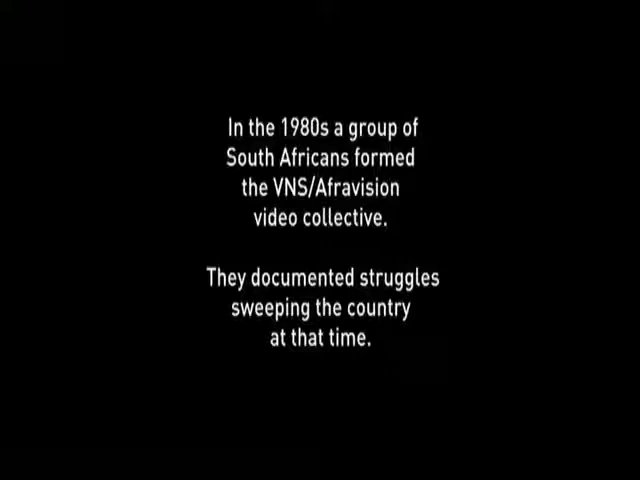 In the 1980s a group of
South Africans formed
the VNS/Afravision
video collective.
They documented struggles
sweeping the country
at that time.